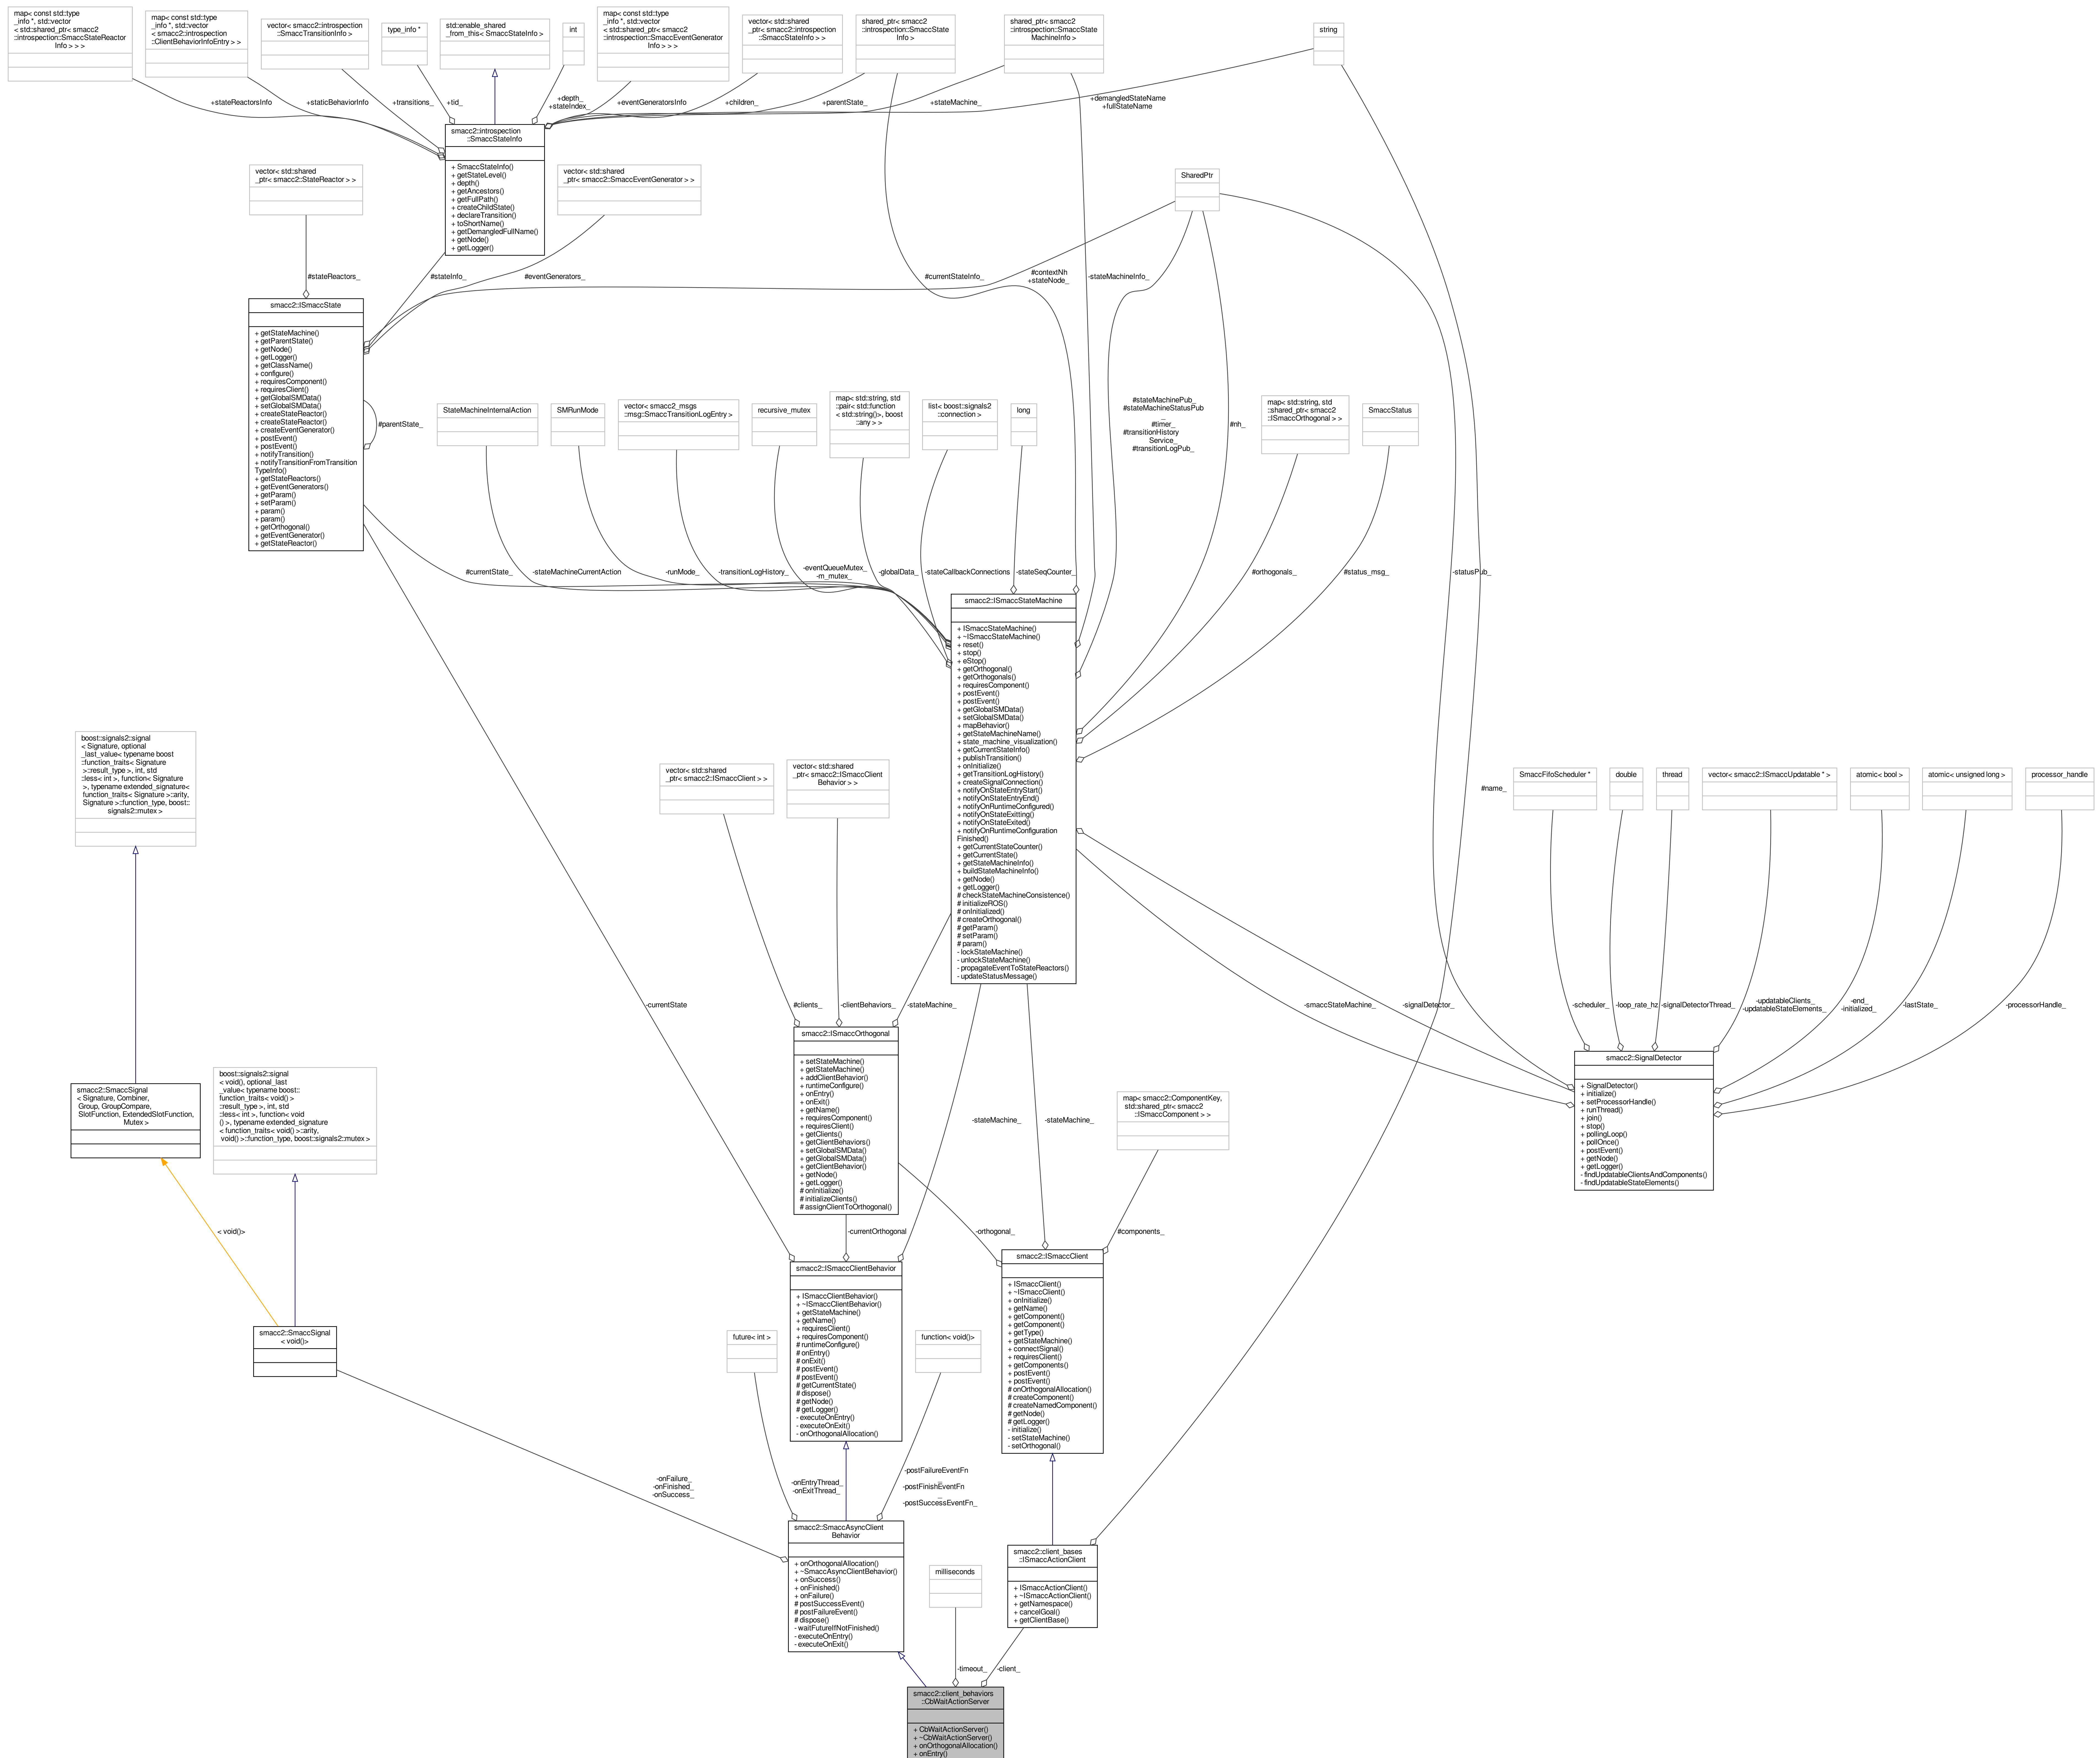 map< const std::type
_info *, std::vector
< std::shared_ptr< smacc2
::introspection::SmaccStateReactor
Info > > >
map< const std::type
_info *, std::vector
< smacc2::introspection
::ClientBehaviorInfoEntry > >
vector< smacc2::introspection
::SmaccTransitionInfo >
type_info *
std::enable_shared
_from_this< SmaccStateInfo >
int
map< const std::type
_info *, std::vector
< std::shared_ptr< smacc2
::introspection::SmaccEventGenerator
Info > > >
vector< std::shared
_ptr< smacc2::introspection
::SmaccStateInfo > >
shared_ptr< smacc2
::introspection::SmaccState
Info >
shared_ptr< smacc2
::introspection::SmaccState
MachineInfo >
string
+stateReactorsInfo
+staticBehaviorInfo
+transitions_
+tid_
+depth_
+stateIndex_
+eventGeneratorsInfo
+children_
+parentState_
+stateMachine_
+demangledStateName
+fullStateName
smacc2::introspection
::SmaccStateInfo
+ SmaccStateInfo()
+ getStateLevel()
+ depth()
+ getAncestors()
+ getFullPath()
+ createChildState()
+ declareTransition()
+ toShortName()
+ getDemangledFullName()
+ getNode()
+ getLogger()
vector< std::shared
_ptr< smacc2::StateReactor > >
vector< std::shared
_ptr< smacc2::SmaccEventGenerator > >
SharedPtr
#stateReactors_
#stateInfo_
#eventGenerators_
#currentStateInfo_
#contextNh
+stateNode_
-stateMachineInfo_
smacc2::ISmaccState
+ getStateMachine()
+ getParentState()
+ getNode()
+ getLogger()
+ getClassName()
+ configure()
+ requiresComponent()
+ requiresClient()
+ getGlobalSMData()
+ setGlobalSMData()
+ createStateReactor()
+ createStateReactor()
+ createEventGenerator()
+ postEvent()
+ postEvent()
+ notifyTransition()
+ notifyTransitionFromTransition
TypeInfo()
+ getStateReactors()
+ getEventGenerators()
+ getParam()
+ setParam()
+ param()
+ param()
+ getOrthogonal()
+ getEventGenerator()
+ getStateReactor()
#parentState_
StateMachineInternalAction
SMRunMode
vector< smacc2_msgs
::msg::SmaccTransitionLogEntry >
recursive_mutex
map< std::string, std
::pair< std::function
< std::string()>, boost
::any > >
list< boost::signals2
::connection >
long
#stateMachinePub_
#stateMachineStatusPub
_
#timer_
#transitionHistory
Service_
#transitionLogPub_
#nh_
map< std::string, std
::shared_ptr< smacc2
::ISmaccOrthogonal > >
SmaccStatus
#currentState_
-stateMachineCurrentAction
-runMode_
-transitionLogHistory_
-eventQueueMutex_
-m_mutex_
-globalData_
-stateCallbackConnections
-stateSeqCounter_
#orthogonals_
#status_msg_
-statusPub_
smacc2::ISmaccStateMachine
+ ISmaccStateMachine()
+ ~ISmaccStateMachine()
+ reset()
+ stop()
+ eStop()
+ getOrthogonal()
+ getOrthogonals()
+ requiresComponent()
+ postEvent()
+ postEvent()
+ getGlobalSMData()
+ setGlobalSMData()
+ mapBehavior()
+ getStateMachineName()
+ state_machine_visualization()
+ getCurrentStateInfo()
+ publishTransition()
+ onInitialize()
+ getTransitionLogHistory()
+ createSignalConnection()
+ notifyOnStateEntryStart()
+ notifyOnStateEntryEnd()
+ notifyOnRuntimeConfigured()
+ notifyOnStateExitting()
+ notifyOnStateExited()
+ notifyOnRuntimeConfiguration
Finished()
+ getCurrentStateCounter()
+ getCurrentState()
+ getStateMachineInfo()
+ buildStateMachineInfo()
+ getNode()
+ getLogger()
# checkStateMachineConsistence()
# initializeROS()
# onInitialized()
# createOrthogonal()
# getParam()
# setParam()
# param()
- lockStateMachine()
- unlockStateMachine()
- propagateEventToStateReactors()
- updateStatusMessage()
boost::signals2::signal
< Signature, optional
_last_value< typename boost
::function_traits< Signature
>::result_type >, int, std
::less< int >, function< Signature
>, typename extended_signature<
function_traits< Signature >::arity,
Signature >::function_type, boost::
signals2::mutex >
vector< std::shared
_ptr< smacc2::ISmaccClient > >
vector< std::shared
_ptr< smacc2::ISmaccClient
Behavior > >
#name_
SmaccFifoScheduler *
double
thread
vector< smacc2::ISmaccUpdatable * >
atomic< bool >
atomic< unsigned long >
processor_handle
-currentState
#clients_
-clientBehaviors_
-stateMachine_
-smaccStateMachine_
-signalDetector_
-scheduler_
-loop_rate_hz
-signalDetectorThread_
-updatableClients_
-updatableStateElements_
-end_
-initialized_
-lastState_
-processorHandle_
smacc2::ISmaccOrthogonal
+ setStateMachine()
+ getStateMachine()
+ addClientBehavior()
+ runtimeConfigure()
+ onEntry()
+ onExit()
+ getName()
+ requiresComponent()
+ requiresClient()
+ getClients()
+ getClientBehaviors()
+ setGlobalSMData()
+ getGlobalSMData()
+ getClientBehavior()
+ getNode()
+ getLogger()
# onInitialize()
# initializeClients()
# assignClientToOrthogonal()
smacc2::SignalDetector
+ SignalDetector()
+ initialize()
+ setProcessorHandle()
+ runThread()
+ join()
+ stop()
+ pollingLoop()
+ pollOnce()
+ postEvent()
+ getNode()
+ getLogger()
- findUpdatableClientsAndComponents()
- findUpdatableStateElements()
smacc2::SmaccSignal
< Signature, Combiner,
Group, GroupCompare,
SlotFunction, ExtendedSlotFunction,
Mutex >
boost::signals2::signal
< void(), optional_last
_value< typename boost::
function_traits< void() >
::result_type >, int, std
::less< int >, function< void
() >, typename extended_signature
< function_traits< void() >::arity,
void() >::function_type, boost::signals2::mutex >
-stateMachine_
-stateMachine_
map< smacc2::ComponentKey,
std::shared_ptr< smacc2
::ISmaccComponent > >
< void()>
-currentOrthogonal
-orthogonal_
#components_
smacc2::ISmaccClientBehavior
+ ISmaccClientBehavior()
+ ~ISmaccClientBehavior()
+ getStateMachine()
+ getName()
+ requiresClient()
+ requiresComponent()
# runtimeConfigure()
# onEntry()
# onExit()
# postEvent()
# postEvent()
# getCurrentState()
# dispose()
# getNode()
# getLogger()
- executeOnEntry()
- executeOnExit()
- onOrthogonalAllocation()
smacc2::ISmaccClient
+ ISmaccClient()
+ ~ISmaccClient()
+ onInitialize()
+ getName()
+ getComponent()
+ getComponent()
+ getType()
+ getStateMachine()
+ connectSignal()
+ requiresClient()
+ getComponents()
+ postEvent()
+ postEvent()
# onOrthogonalAllocation()
# createComponent()
# createNamedComponent()
# getNode()
# getLogger()
- initialize()
- setStateMachine()
- setOrthogonal()
smacc2::SmaccSignal
< void()>
future< int >
function< void()>
-onFailure_
-onFinished_
-onSuccess_
-onEntryThread_
-onExitThread_
-postFailureEventFn
_
-postFinishEventFn
_
-postSuccessEventFn_
smacc2::SmaccAsyncClient
Behavior
+ onOrthogonalAllocation()
+ ~SmaccAsyncClientBehavior()
+ onSuccess()
+ onFinished()
+ onFailure()
# postSuccessEvent()
# postFailureEvent()
# dispose()
- waitFutureIfNotFinished()
- executeOnEntry()
- executeOnExit()
milliseconds
smacc2::client_bases
::ISmaccActionClient
+ ISmaccActionClient()
+ ~ISmaccActionClient()
+ getNamespace()
+ cancelGoal()
+ getClientBase()
-timeout_
-client_
smacc2::client_behaviors
::CbWaitActionServer
+ CbWaitActionServer()
+ ~CbWaitActionServer()
+ onOrthogonalAllocation()
+ onEntry()